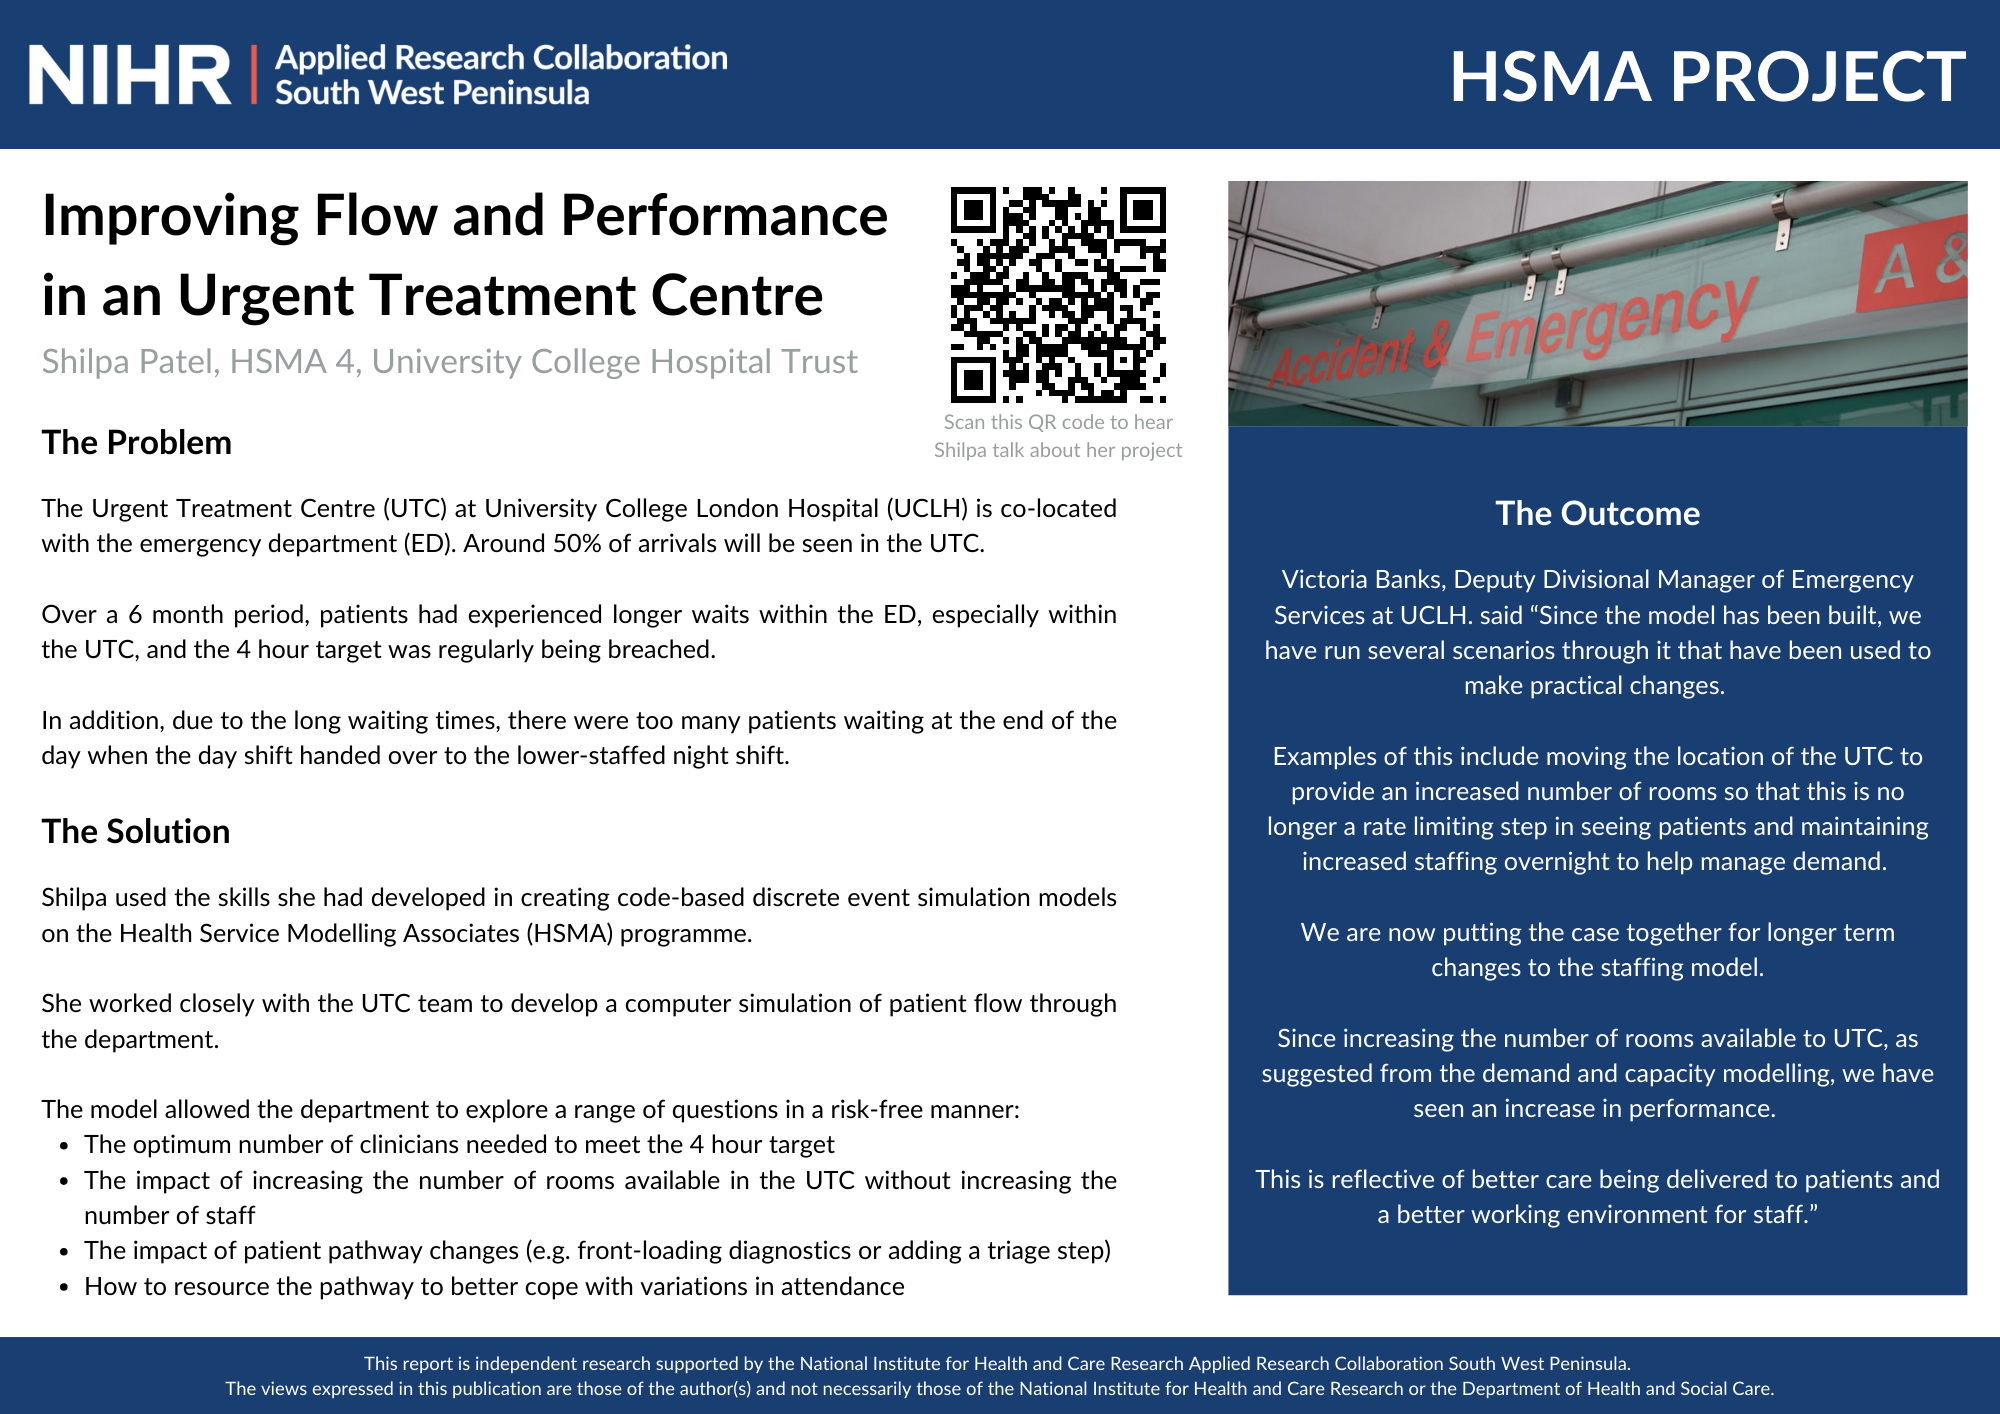 NIHR | Applied Research Collaboration
South West Peninsula
HSMA PROJECT
Improving Flow and Performance
in an Urgent Treatment Centre
Shilpa Patel, HSMA 4, University College Hospital Trust
Scan this QR code to hear
Shilpa talk about her project
The Problem
The Urgent Treatment Centre (UTC) at University College London Hospital (UCLH) is co-located
with the emergency department (ED). Around 50% of arrivals will be seen in the UTC.
Over a 6 month period, patients had experienced longer waits within the ED, especially within
the UTC, and the 4 hour target was regularly being breached.
In addition, due to the long waiting times, there were too many patients waiting at the end of the
day when the day shift handed over to the lower-staffed night shift.
The Solution
Shilpa used the skills she had developed in creating code-based discrete event simulation models
on the Health Service Modelling Associates (HSMA) programme.
She worked closely with the UTC team to develop a computer simulation of patient flow through
the department.
The model allowed the department to explore a range of questions in a risk-free manner:
• The optimum number of clinicians needed to meet the 4 hour target
• The impact of increasing the number of rooms available in the UTC without increasing the
number of staff
• The impact of patient pathway changes (e.g. front-loading diagnostics or adding a triage step)
• How to resource the pathway to better cope with variations in attendance
Accident & Emergency
A &
The Outcome
Victoria Banks, Deputy Divisional Manager of Emergency
Services at UCLH. said “Since the model has been built, we
have run several scenarios through it that have been used to
make practical changes.
Examples of this include moving the location of the UTC to
provide an increased number of rooms so that this is no
longer a rate limiting step in seeing patients and maintaining
increased staffing overnight to help manage demand.
We are now putting the case together for longer term
changes to the staffing model.
Since increasing the number of rooms available to UTC, as
suggested from the demand and capacity modelling, we have
seen an increase in performance.
This is reflective of better care being delivered to patients and
a better working environment for staff.”
This report is independent research supported by the National Institute for Health and Care Research Applied Research Collaboration South West Peninsula.
The views expressed in this publication are those of the author(s) and not necessarily those of the National Institute for Health and Care Research or the Department of Health and Social Care.